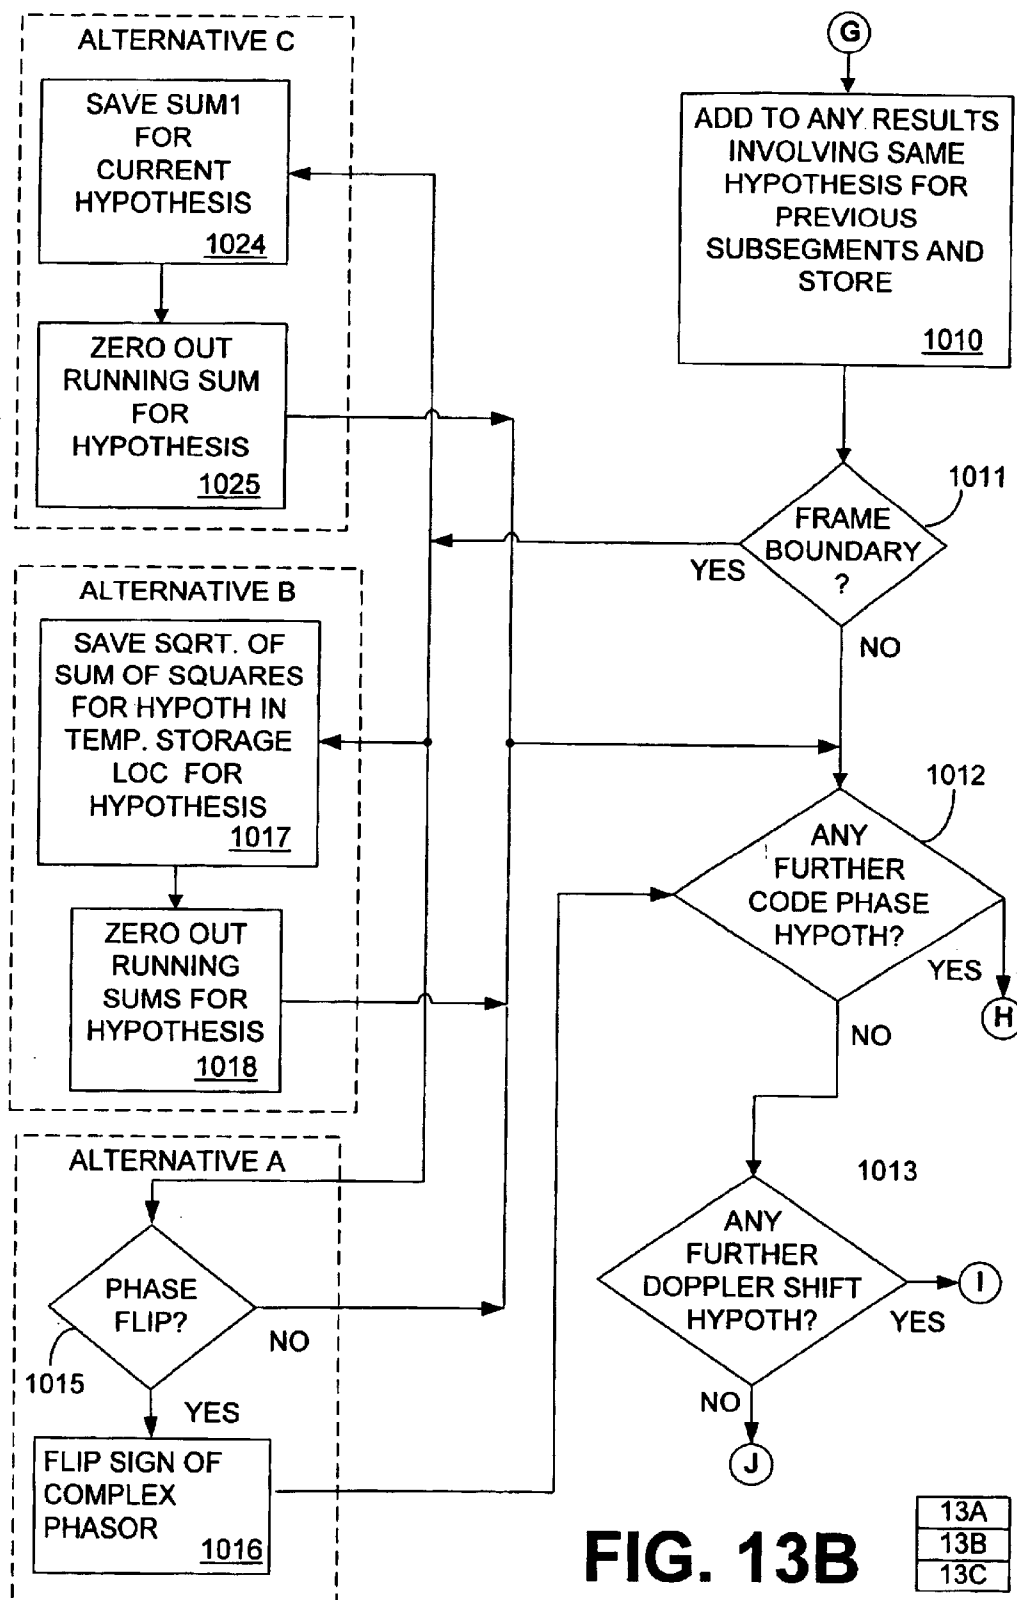 ALTERNATIVE C
SAVE SUM1
FOR
CURRENT
HYPOTHESIS
1024
ZERO OUT
RUNNING SUM
FOR
HYPOTHESIS
1025
ALTERNATIVE B
SAVE SQRT. OF
SUM OF SQUARES
FOR HYPOTH IN
TEMP. STORAGE
LOC FOR
HYPOTHESIS
1017
ZERO OUT
RUNNING
SUMS FOR
HYPOTHESIS
1018
ALTERNATIVE A
PHASE
FLIP?
NO
1015
YES
FLIP SIGN OF
COMPLEX
PHASOR
1016
G
ADD TO ANY RESULTS
INVOLVING SAME
HYPOTHESIS FOR
PREVIOUS
SUBSEGMENTS AND
STORE
1010
1011
FRAME
BOUNDARY
?
YES
NO
1012
ANY
FURTHER
CODE PHASE
HYPOTH?
YES
H
NO
1013
ANY
FURTHER
DOPPLER SHIFT
HYPOTH?
I
YES
NO
J
FIG. 13B
13A
13B
13C